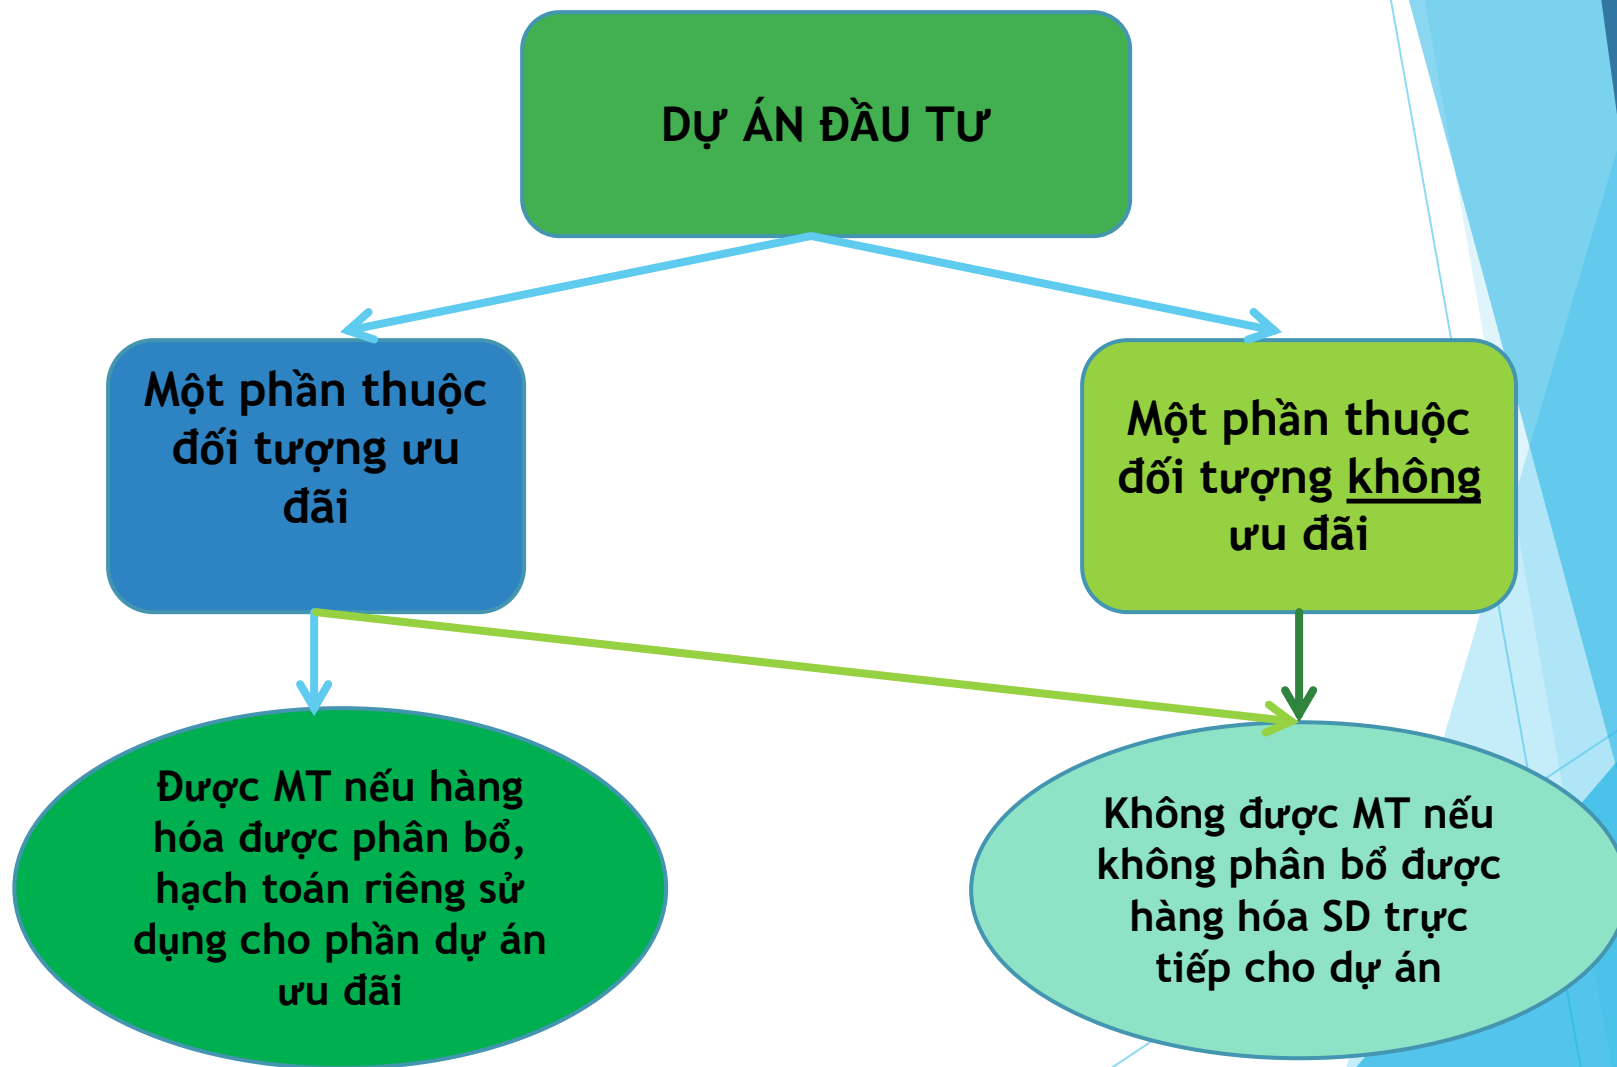 DỰ ÁN ĐẦU TƯ
Một phần thuộc
đối tượng ưu
đãi
Một phần thuộc
đối tượng không
ưu đãi
Được MT nếu hàng
hóa được phân bổ,
hạch toán riêng sử
dụng cho phần dự án
ưu đãi
Không được MT nếu
không phân bổ được
hàng hóa SD trực
tiếp cho dự án